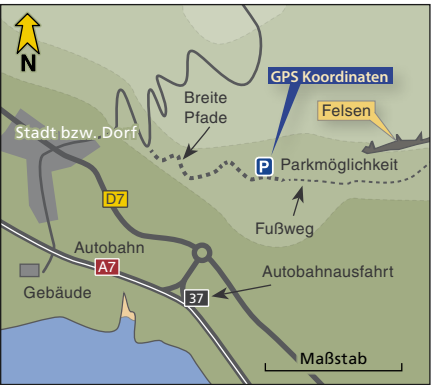 N
GPS Koordinaten
Breite
Pfade
Felsen
Stadt bzw. Dorf
P
Parkmöglichkeit
D7
Fußweg
Autobahn
A7
Autobahnausfahrt
Gebäude
37
Maßstab